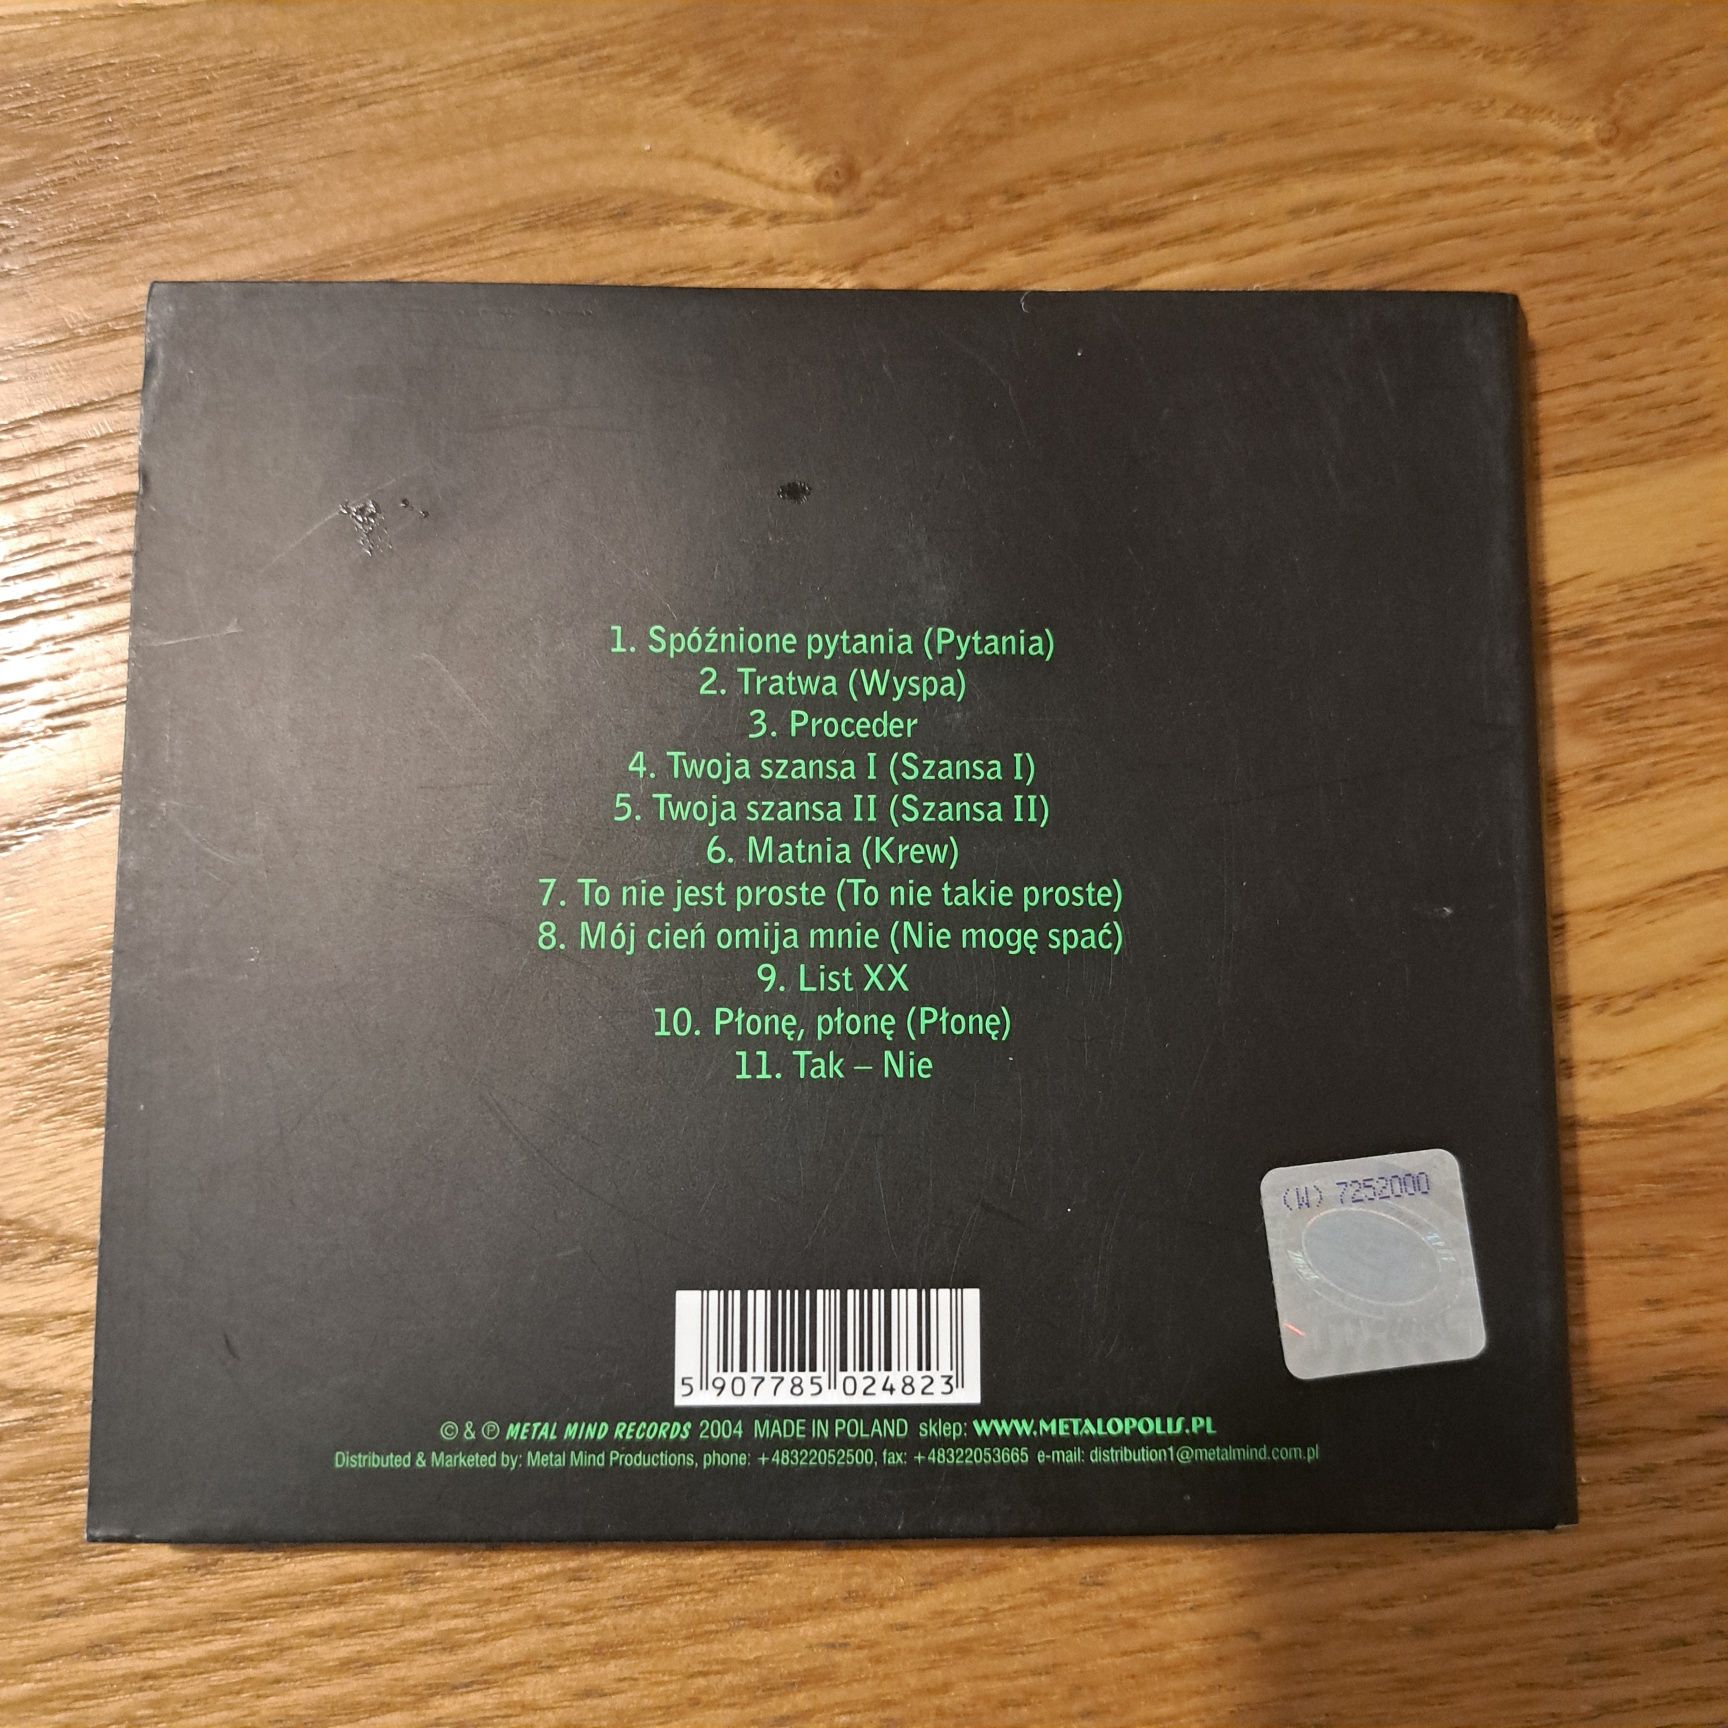 1. Spóźnione pytania (Pytania)
2. Tratwa (Wyspa)
3. Proceder
4. Twoja szansa I (Szansa I)
5. Twoja szansa II (Szansa II)
6. Matnia (Krew)
7. To nie jest proste (To nie takie proste)
8. Mój cień omija mnie (Nie mogę spać)
9. List XX
10. Płonę, płonę (Płonę)
11. Tak – Nie
(W) 7252000
5 907785 024823
© & ℗ METAL MIND RECORDS 2004 MADE IN POLAND sklep: WWW.METALOPOLIS.PL
Distributed & Marketed by: Metal Mind Productions, phone: +48322052500, fax: +48322053665 e-mail: distribution1@metalmind.com.pl